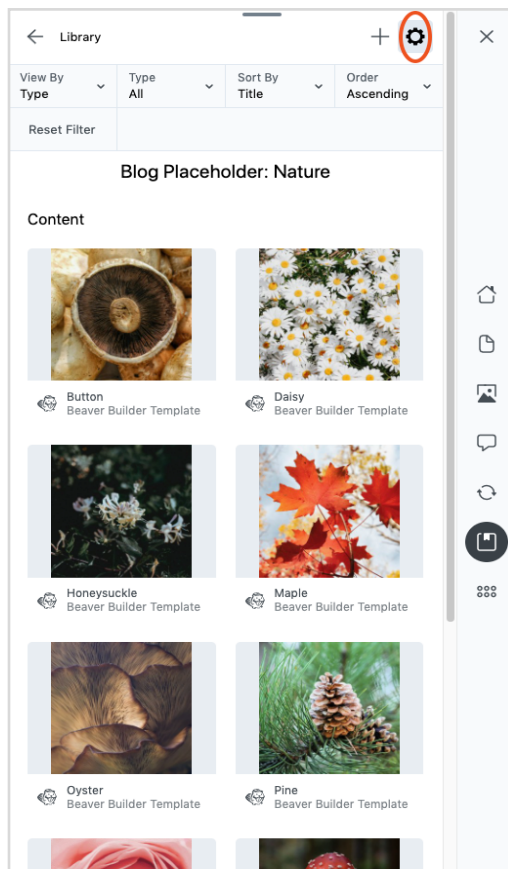 Library
View By
Type
Type
All
Sort By
Title
Order
Ascending
Reset Filter
Blog Placeholder: Nature
Content
Button
Beaver Builder Template
Daisy
Beaver Builder Template
Honeysuckle
Beaver Builder Template
Maple
Beaver Builder Template
Oyster
Beaver Builder Template
Pine
Beaver Builder Template